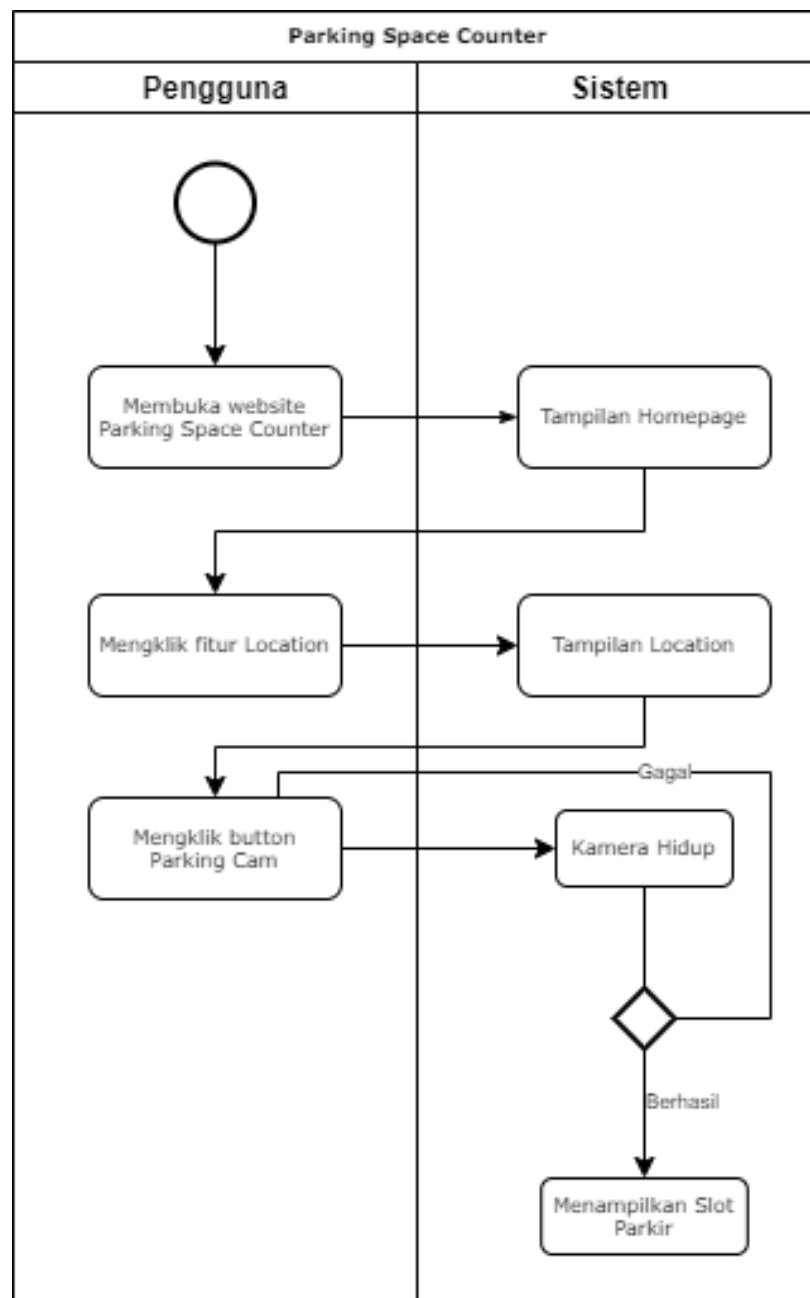 Parking Space Counter
Pengguna
Sistem
Membuka website
Parking Space Counter
Tampilan Homepage
Mengklik fitur Location
Tampilan Location
Gagal
Mengklik button
Parking Cam
Kamera Hidup
Berhasil
Menampilkan Slot
Parkir